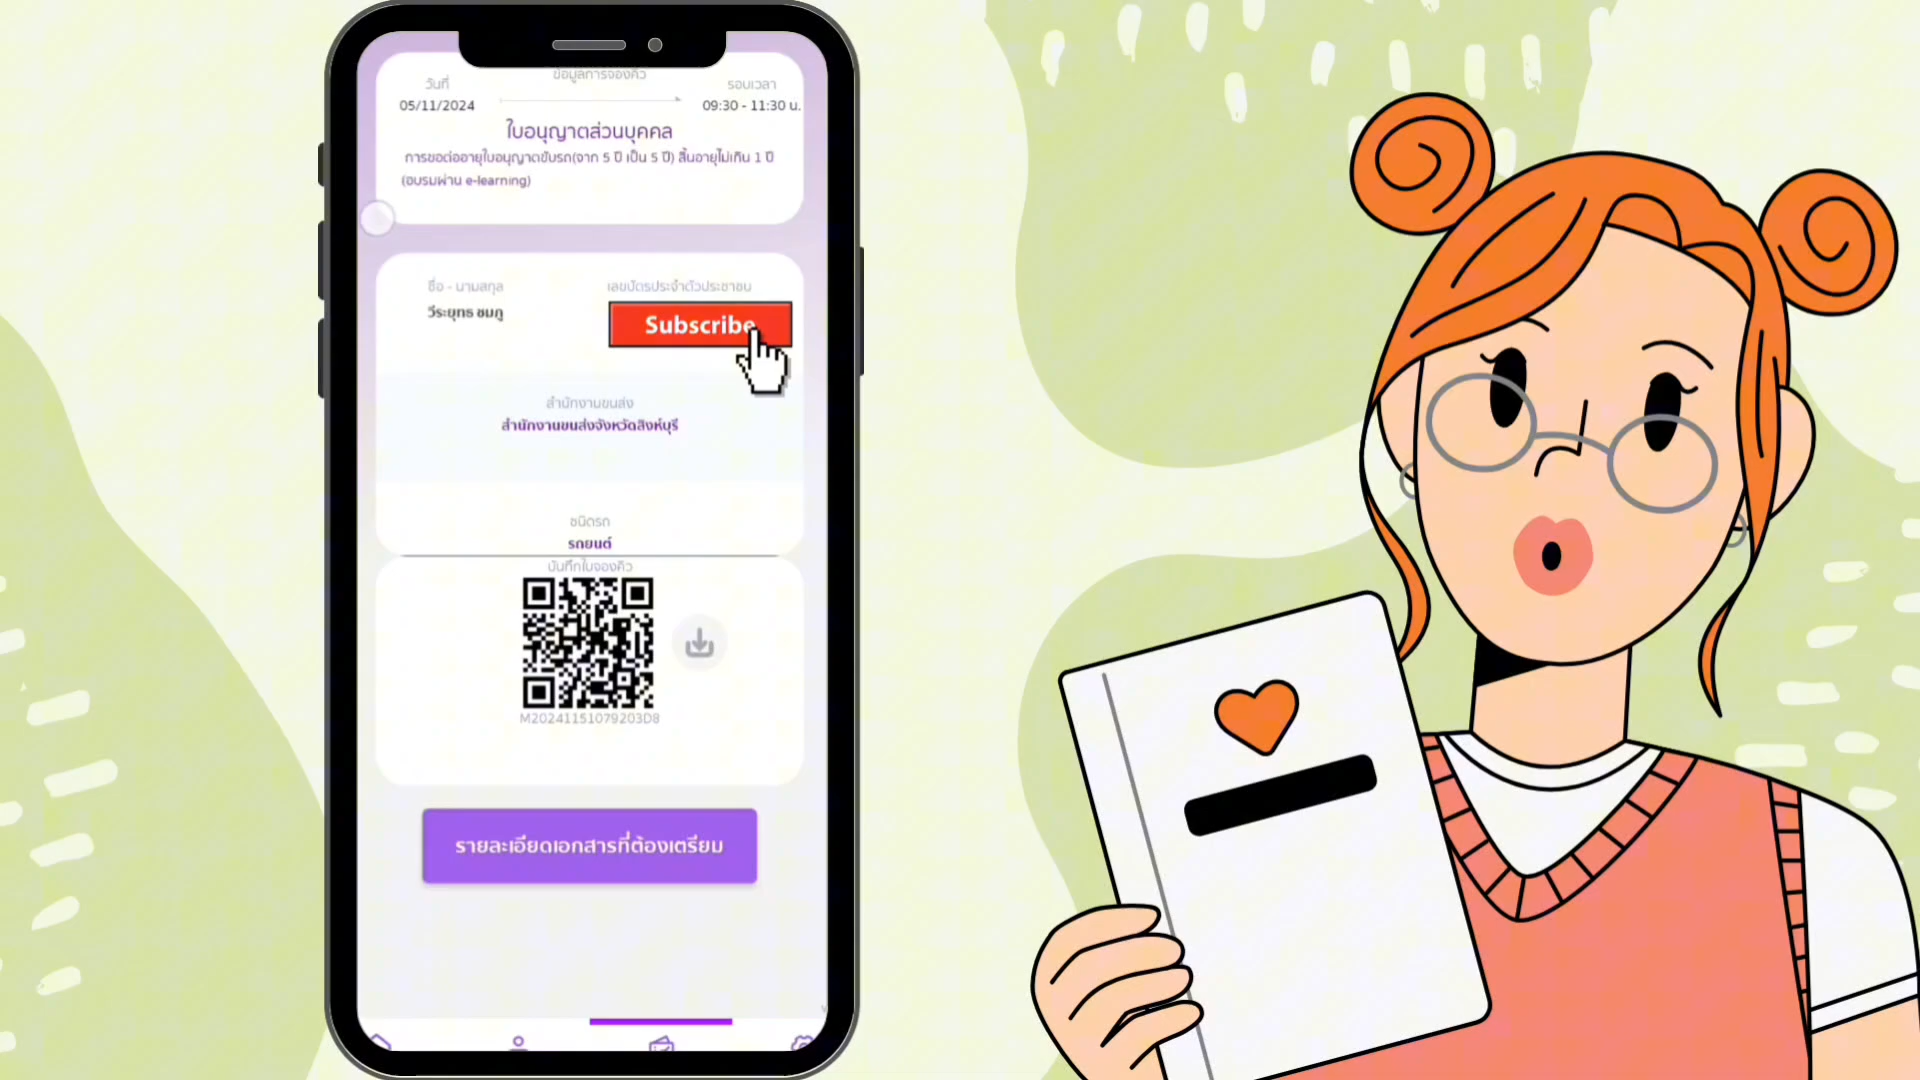 ข้อมูลการจองคิว
วันที่
รอบเวลา
05/11/2024
09:30 - 11:30 น.
ใบอนุญาตส่วนบุคคล
การขอต่ออายุใบอนุญาตขับรถ(จาก 5 ปี เป็น 5 ปี) สิ้นอายุไม่เกิน 1 ปี
(อบรมผ่าน e-learning)
ชื่อ - นามสกุล
เลขบัตรประจำตัวประชาชน
วีระยุทธ ชมภู
Subscribe
สำนักงานขนส่ง
สำนักงานขนส่งจังหวัดสิงห์บุรี
ชนิดรถ
รถยนต์
บันทึกใบจองคิว
M20241151079203D8
รายละเอียดเอกสารที่ต้องเตรียม